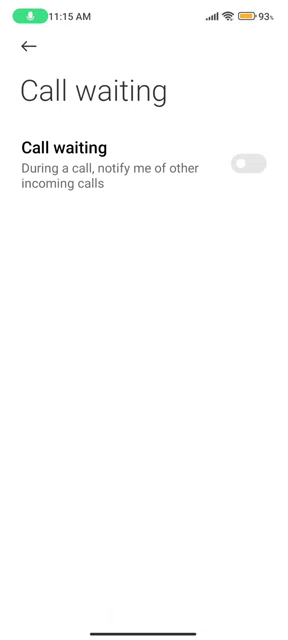 11:15 AM
93%
Call waiting
Call waiting
During a call, notify me of other
incoming calls